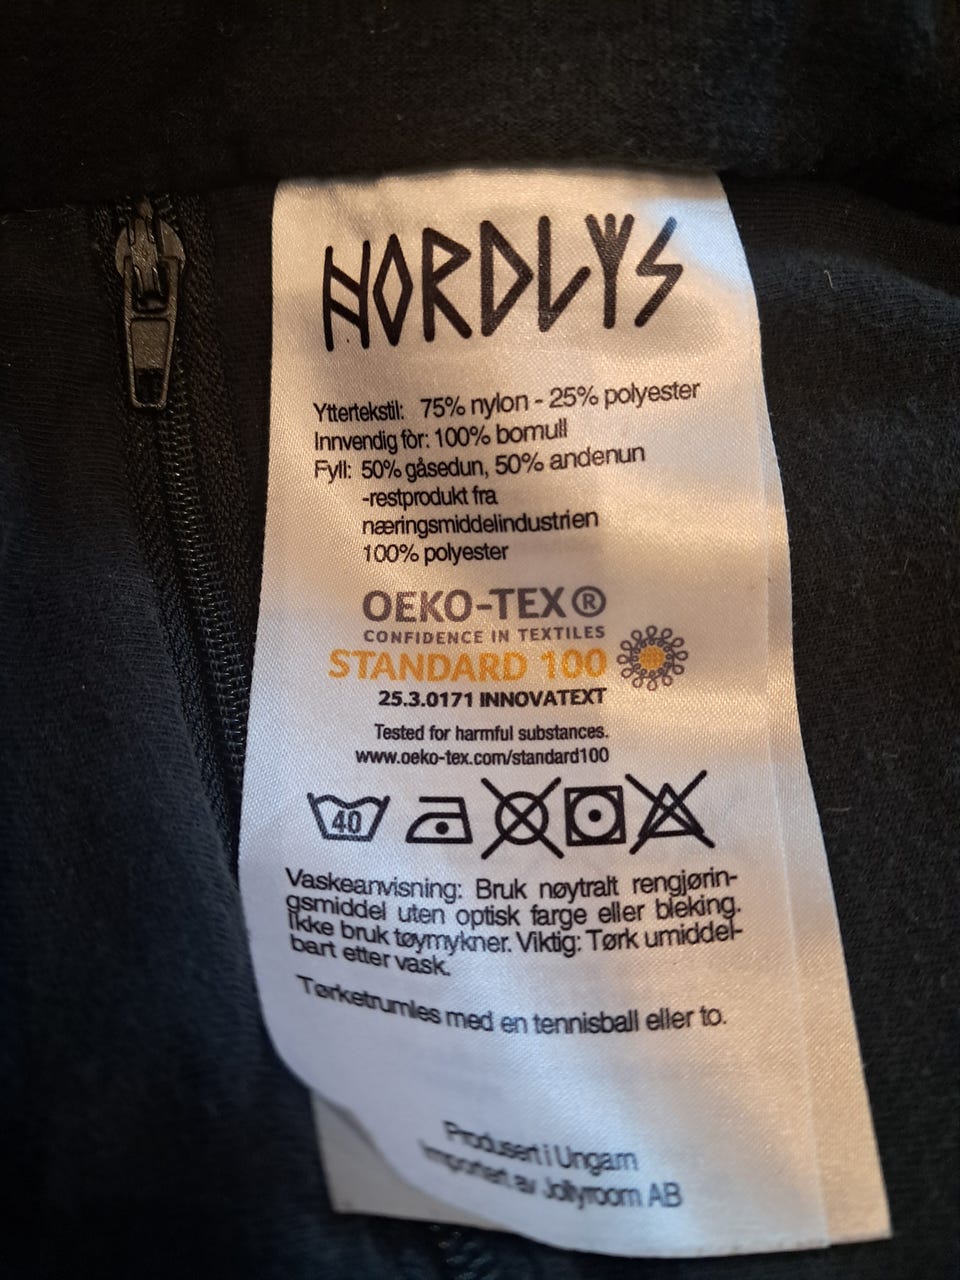 NORDLYS
Yttertekstil: 75% nylon - 25% polyester
Innvendig fòr: 100% bomull
Fyll: 50% gåsedun, 50% andenun
-restprodukt fra
næringsmiddelindustrien
100% polyester
OEKO-TEX®
CONFIDENCE IN TEXTILES
STANDARD 100
25.3.0171 INNOVATEXT
Tested for harmful substances.
www.oeko-tex.com/standard100
40
Vaskeanvisning: Bruk nøytralt rengjørin-
gsmiddel uten optisk farge eller bleking.
Ikke bruk tøymykner. Viktig: Tørk umiddel-
bart etter vask.
Tørketrumles med en tennisball eller to.
Produsert i Ungarn
Importert av Jollyroom AB